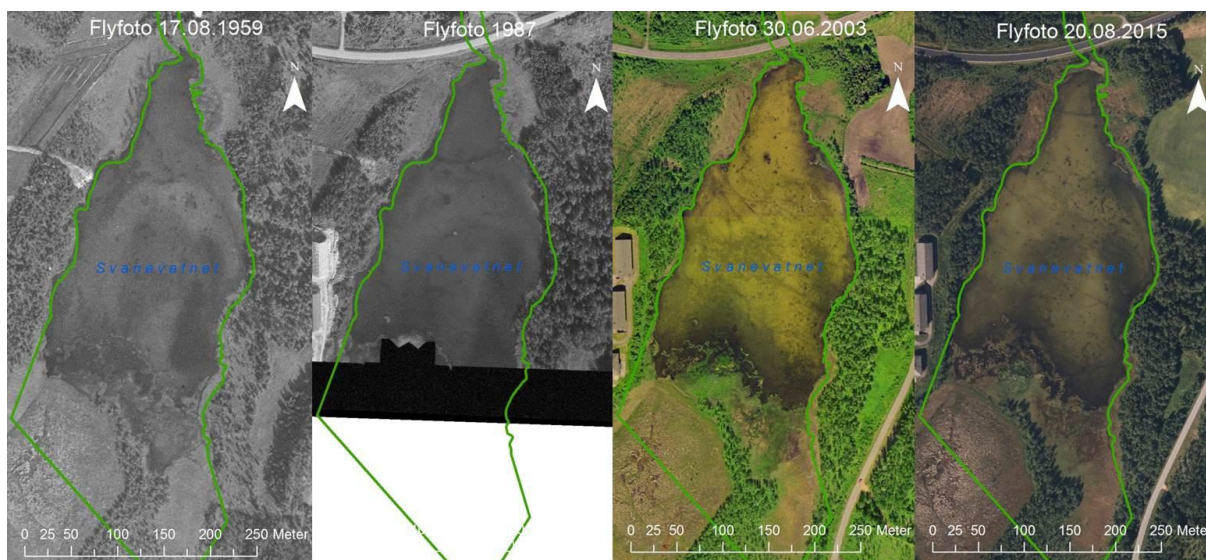 Flyfoto 17.08.1959
N
Svanevatnet
0 25 50 100 150 200 250 Meter
Flyfoto 1987
N
Svanevatnet
Flyfoto 30.06.2003
N
Svanevatnet
0 25 50 100 150 200 250 Meter
Flyfoto 20.08.2015
N
Svanevatnet
0 25 50 100 150 200 250 Meter